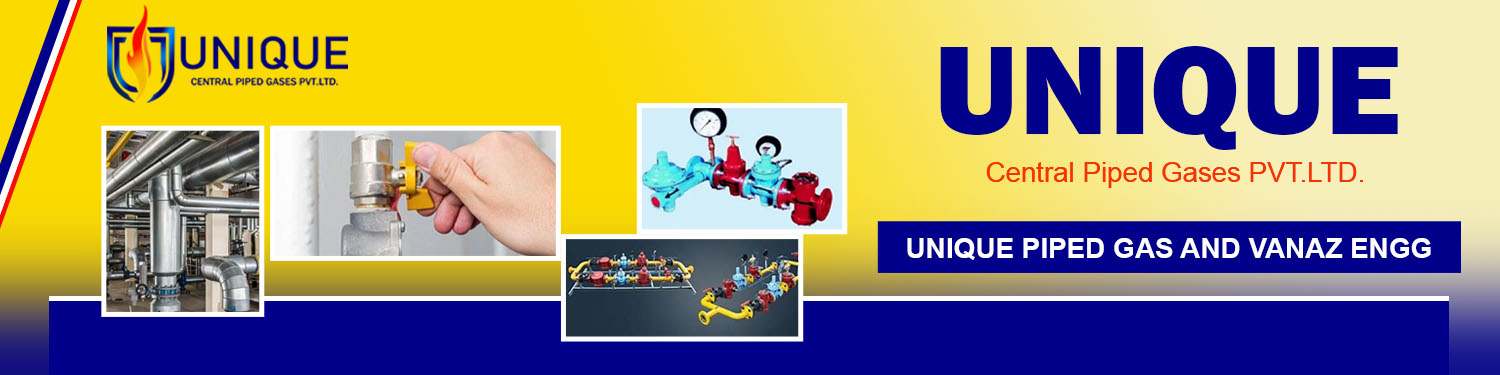 UNIQUE
CENTRAL PIPED GASES PVT.LTD.
UNIQUE
Central Piped Gases PVT.LTD.
UNIQUE PIPED GAS AND VANAZ ENGG